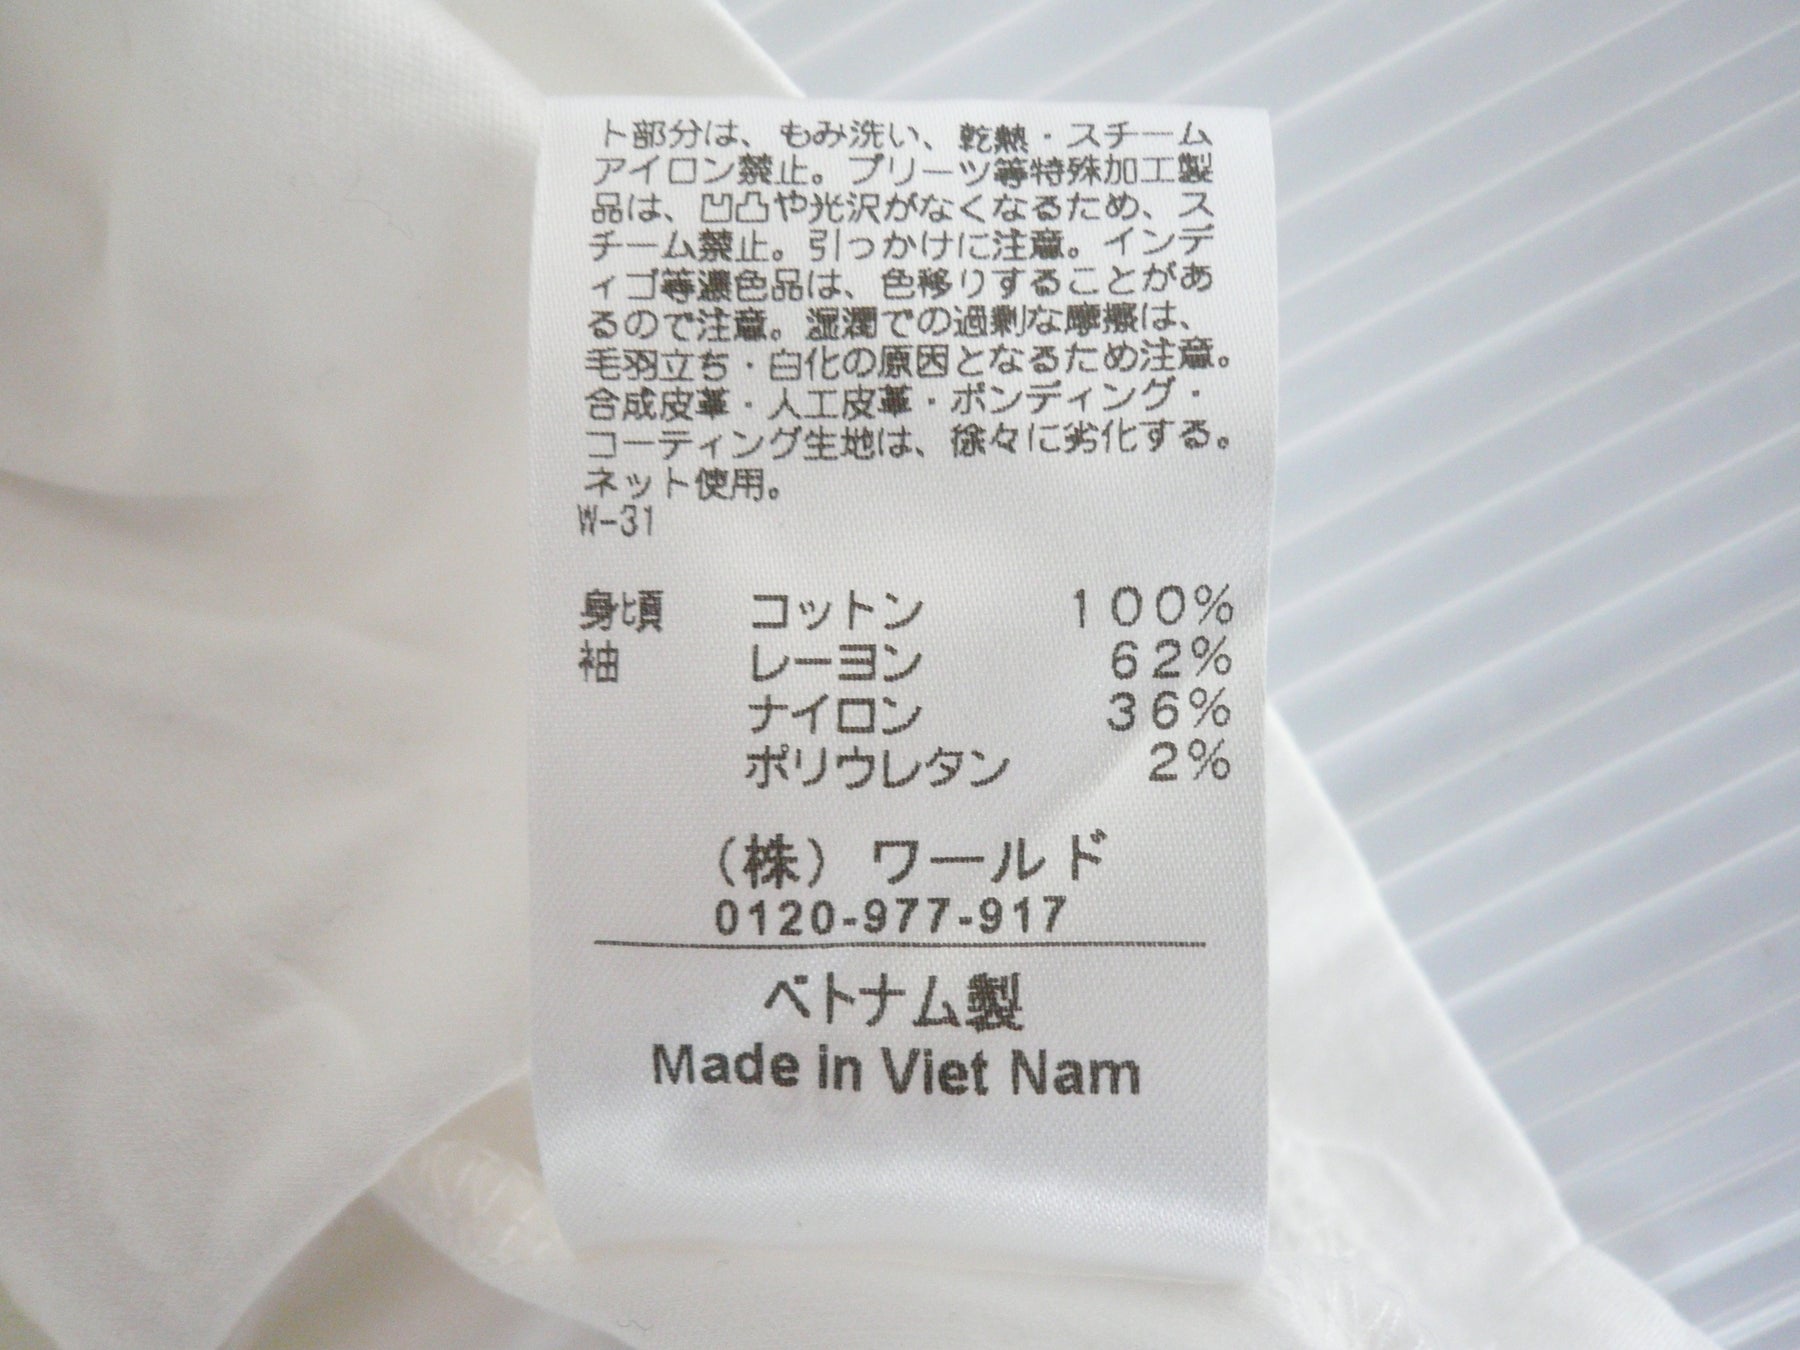 ト部分は、もみ洗い、乾熱・スチーム
アイロン禁止。プリーツ等特殊加工製
品は、凹凸や光沢がなくなるため、ス
チーム禁止。引っかけに注意。インデ
ィゴ等濃色品は、色移りすることがあ
るので注意。湿潤での過剰な摩擦は、
毛羽立ち・白化の原因となるため注意。
合成皮革・人工皮革・ボンディング・
コーティング生地は、徐々に劣化する。
ネット使用。
W-31
身頃 コットン 100%
袖 レーヨン 62%
ナイロン 36%
ポリウレタン 2%
（株）ワールド
0120-977-917
ベトナム製
Made in Viet Nam